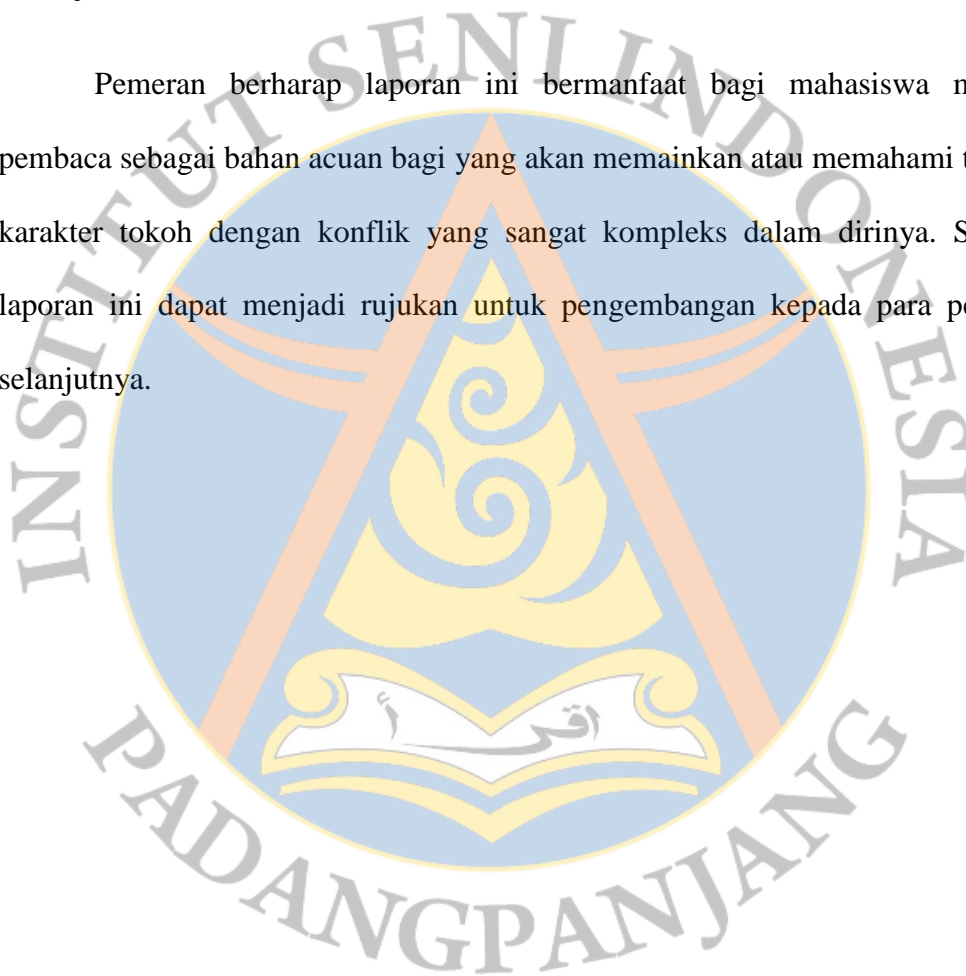 Pemeran berharap laporan ini bermanfaat bagi mahasiswa
pembaca sebagai bahan acuan bagi yang akan memainkan atau memahami
karakter tokoh dengan konflik yang sangat kompleks dalam dirinya.
laporan ini dapat menjadi rujukan untuk pengembangan kepada para
selanjutnya.
INSTITUT SENI INDONESIA
اقرأ
PADANGPANJANG